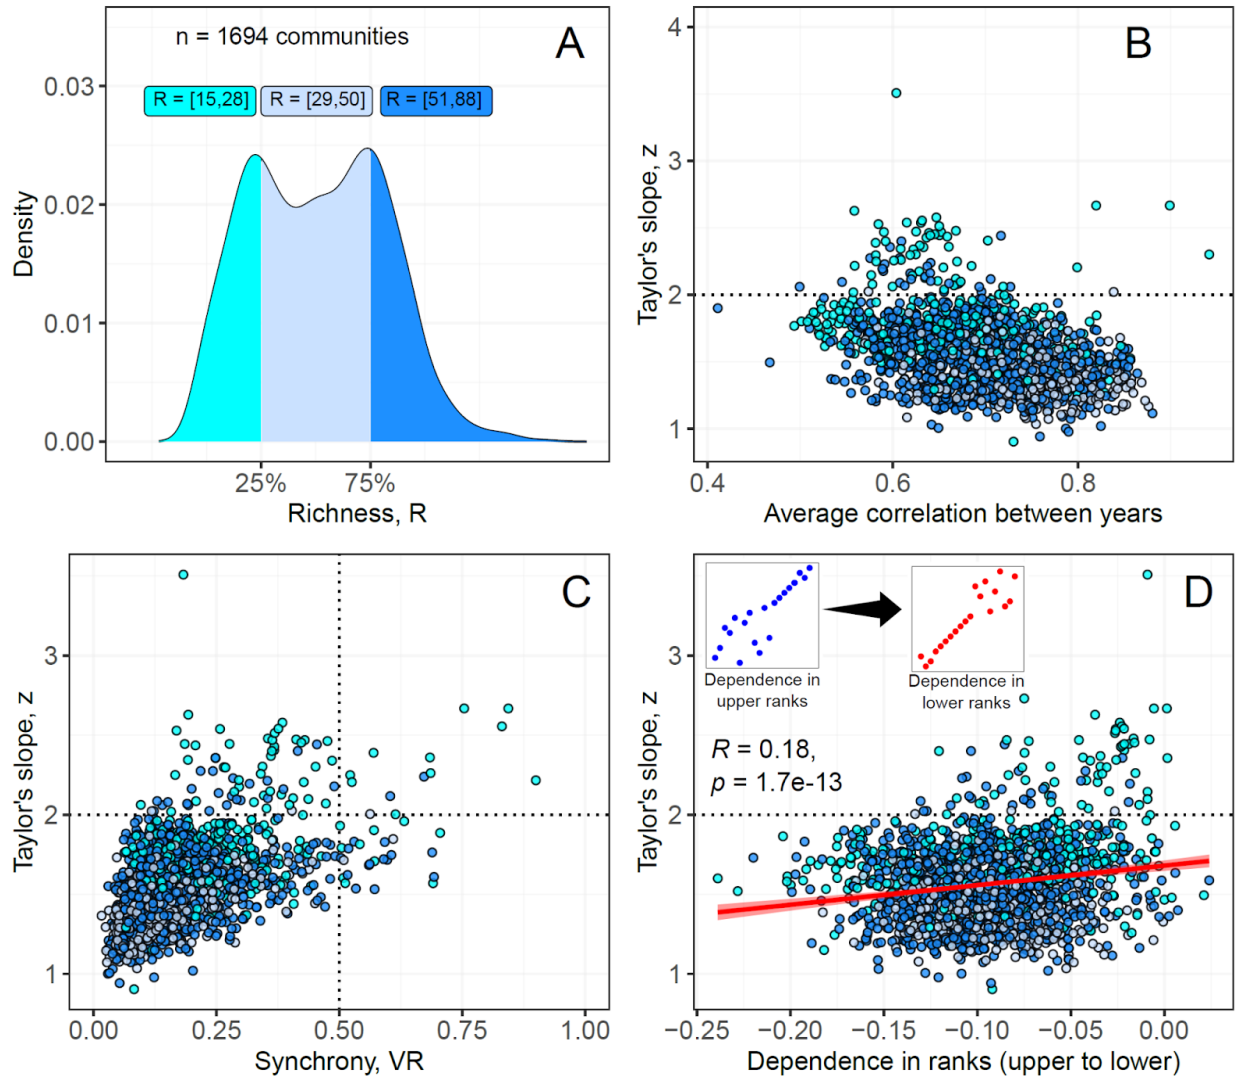 A
n = 1694 communities
R = [15,28]
R = [29,50]
R = [51,88]
0.03
0.02
0.01
0.00
Density
25%
75%
Richness, R
B
4
3
2
1
Taylor's slope, z
0.4
0.6
0.8
Average correlation between years
C
3
2
1
Taylor's slope, z
0.00
0.25
0.50
0.75
1.00
Synchrony, VR
D
Dependence in
upper ranks
Dependence in
lower ranks
R = 0.18,
p = 1.7e-13
3
2
1
Taylor's slope, z
−0.25
−0.20
−0.15
−0.10
−0.05
0.00
Dependence in ranks (upper to lower)